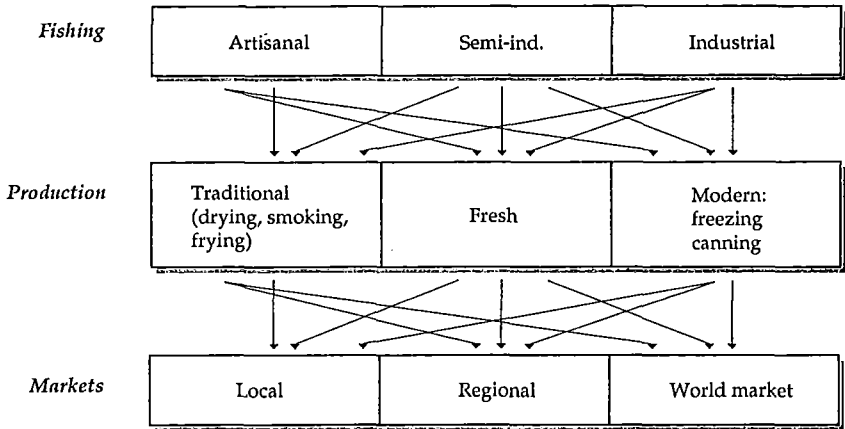 Fishing
Artisanal
Semi-ind.
Industrial
Production
Traditional
(drying, smoking,
frying)
Fresh
Modern:
freezing
canning
Markets
Local
Regional
World market